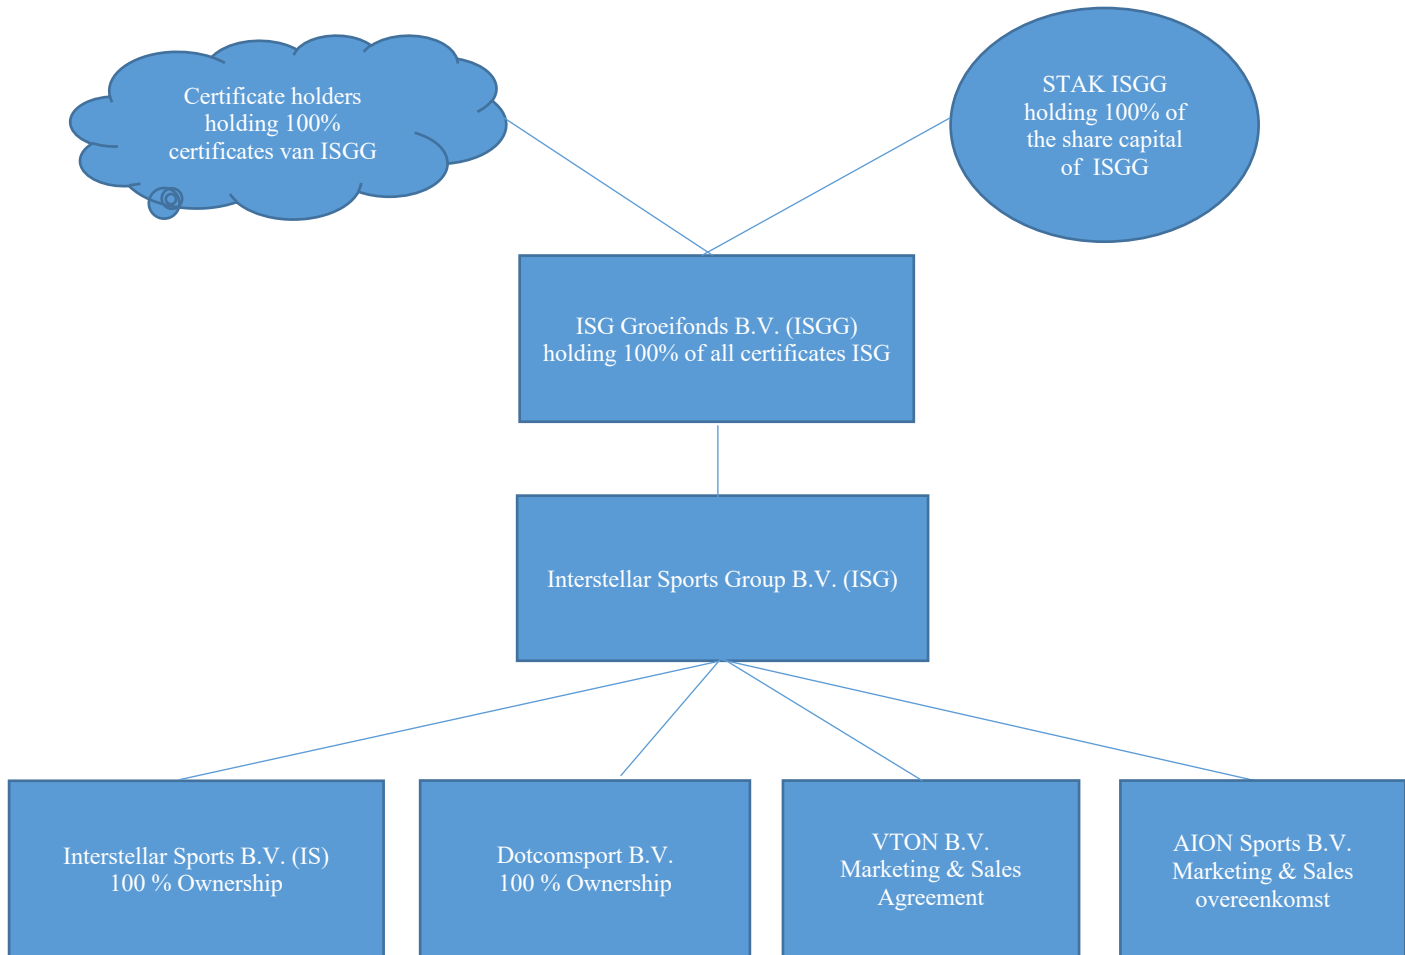 Certificate holders
holding 100%
certificates van ISGG
STAK ISGG
holding 100% of
the share capital
of  ISGG
ISG Groeifonds B.V. (ISGG)
holding 100% of all certificates ISG
Interstellar Sports Group B.V. (ISG)
Interstellar Sports B.V. (IS)
100 % Ownership
Dotcomsport B.V.
100 % Ownership
VTON B.V.
Marketing & Sales
Agreement
AION Sports B.V.
Marketing & Sales
overeenkomst